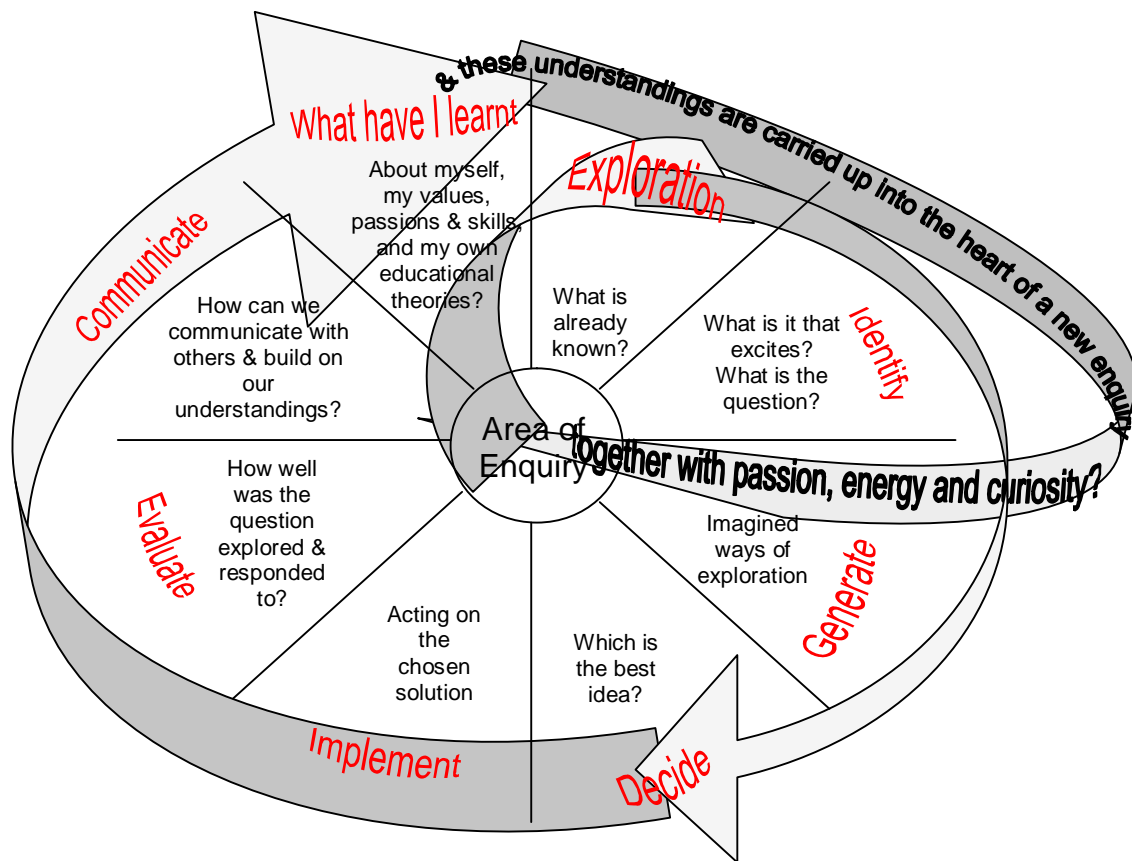 & these understandings are carried up into the heart of a new enquiry
What have I learnt
About myself,
my values,
passions & skills,
and my own
educational
theories?
Exploration
What is
already
known?
Identify
What is it that
excites?
What is the
question?
Communicate
How can we
communicate with
others & build on
our
understandings?
Area of
Enquiry
together with passion, energy and curiosity?
Evaluate
How well
was the
question
explored &
responded
to?
Imagined
ways of
exploration
Generate
Acting on
the
chosen
solution
Which is
the best
idea?
Implement
Decide